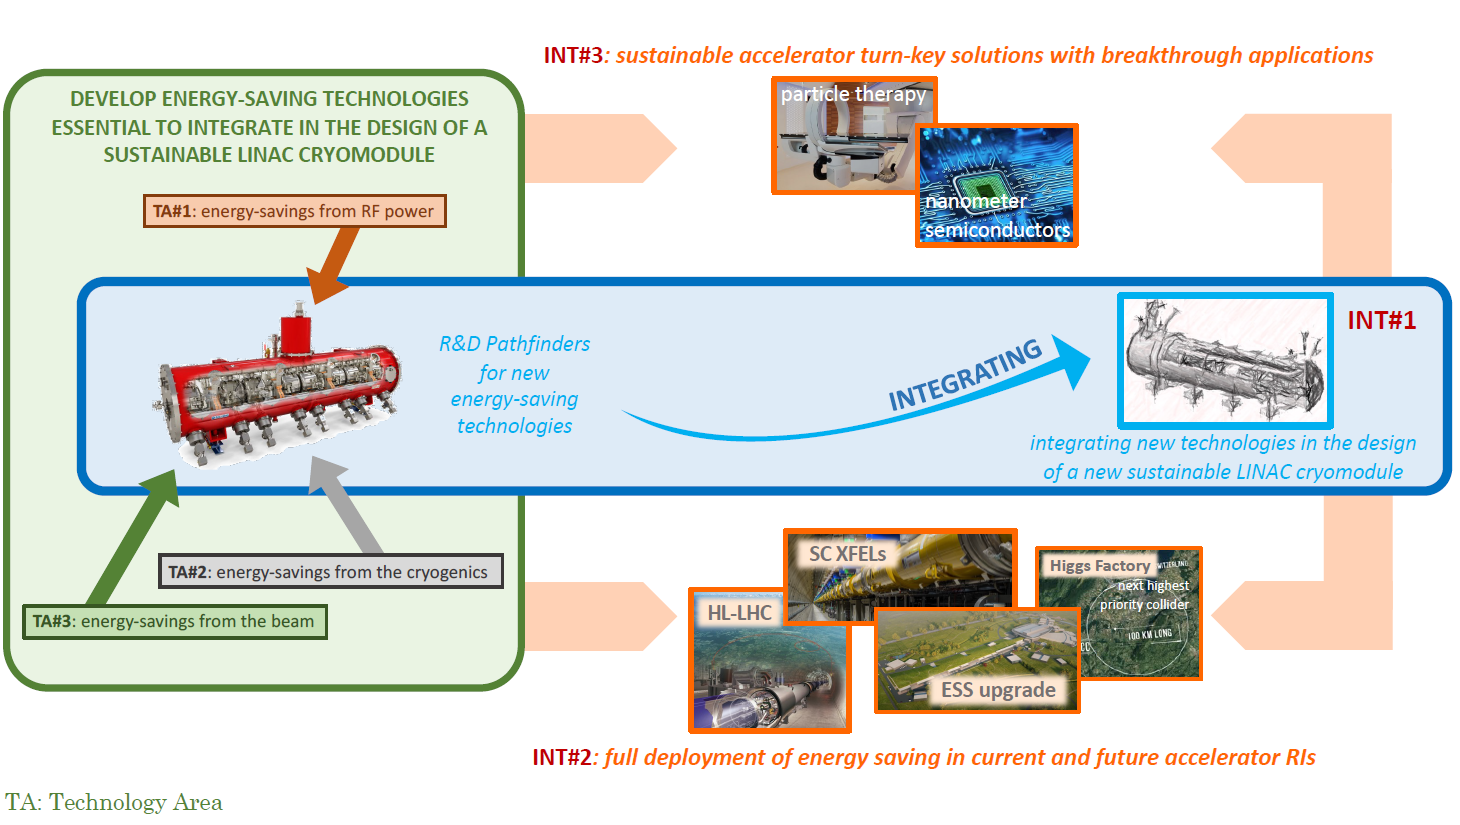 INT#3: sustainable accelerator turn-key solutions with breakthrough applications
DEVELOP ENERGY-SAVING TECHNOLOGIES
ESSENTIAL TO INTEGRATE IN THE DESIGN OF A
SUSTAINABLE LINAC CRYOMODULE
particle therapy
nanometer
semiconductors
TA#1: energy-savings from RF power
R&D Pathfinders
for new
energy-saving
technologies
INTEGRATING
INT#1
integrating new technologies in the design
of a new sustainable LINAC cryomodule
TA#2: energy-savings from the cryogenics
TA#3: energy-savings from the beam
SC XFELs
HL-LHC
ESS upgrade
Higgs Factory
next highest
priority collider
100 KM LONG
INT#2: full deployment of energy saving in current and future accelerator RIs
TA: Technology Area